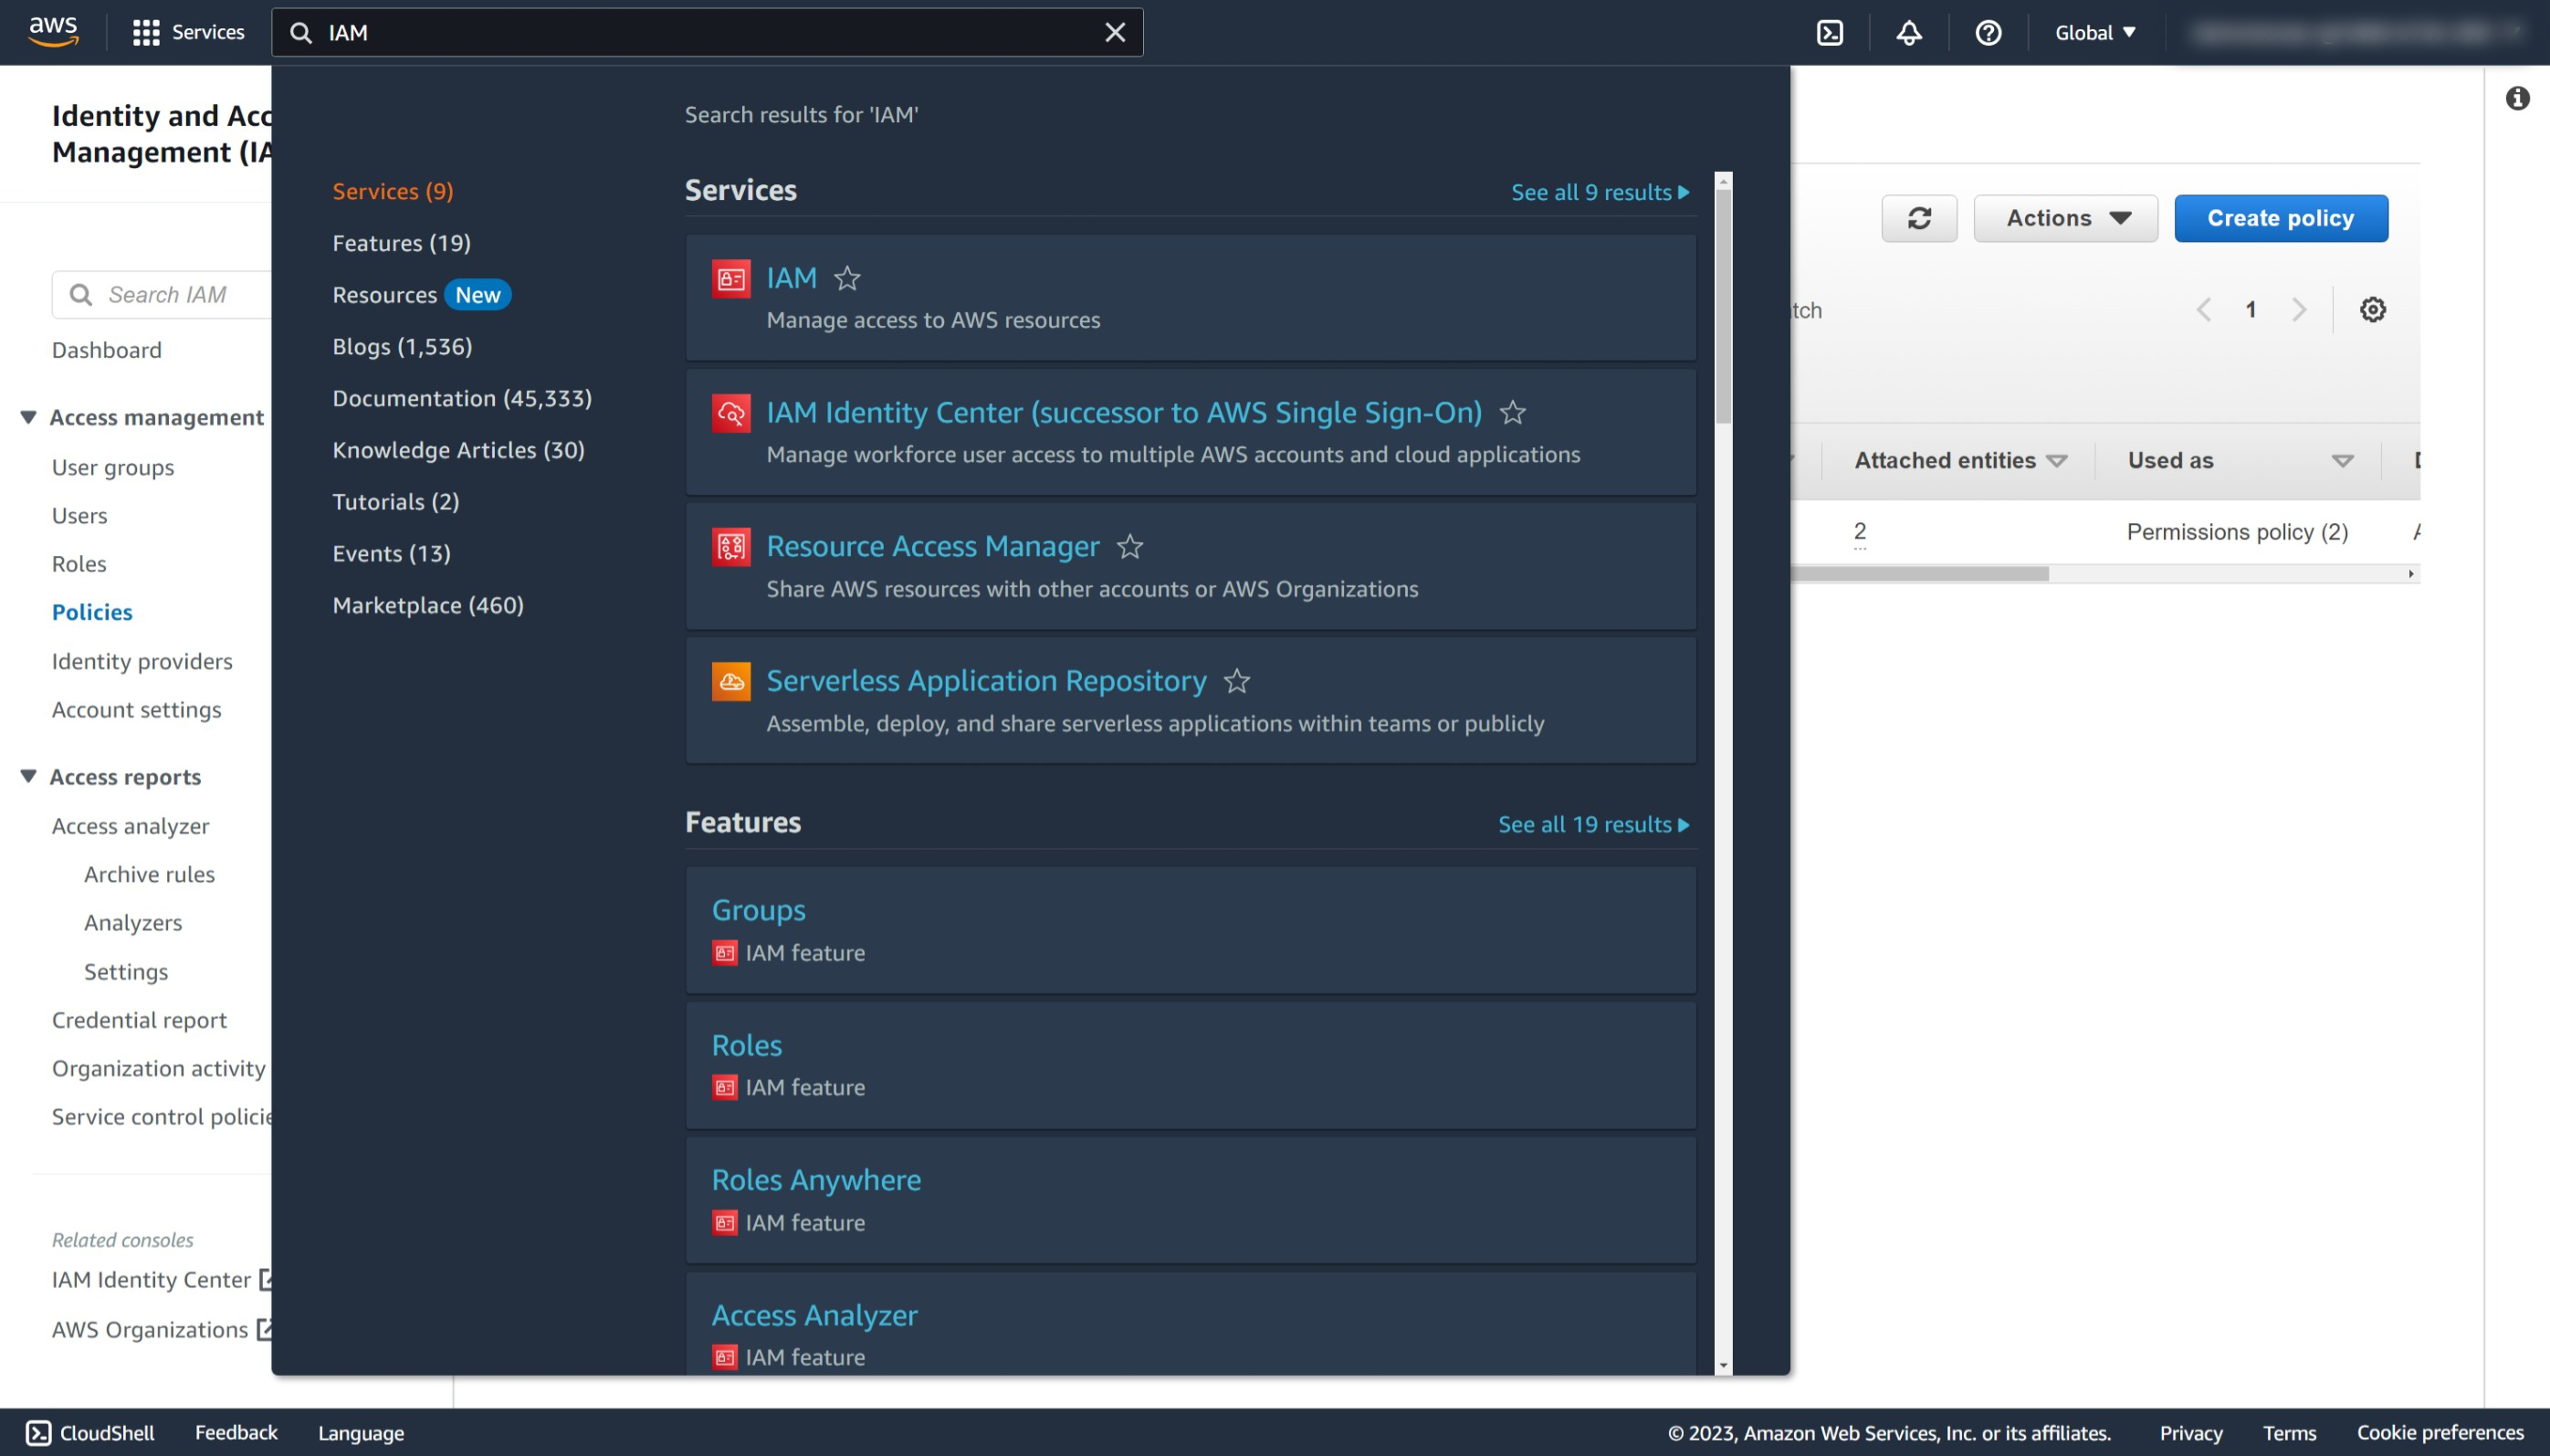 aws
Services
IAM
Global
Identity and Acc
Management (IA
Search IAM
Dashboard
Access management
User groups
Users
Roles
Policies
Identity providers
Account settings
Access reports
Access analyzer
Archive rules
Analyzers
Settings
Credential report
Organization activity
Service control policie
Related consoles
IAM Identity Center
AWS Organizations
Search results for 'IAM'
Services (9)
Features (19)
Resources New
Blogs (1,536)
Documentation (45,333)
Knowledge Articles (30)
Tutorials (2)
Events (13)
Marketplace (460)
Services
See all 9 results
IAM
Manage access to AWS resources
IAM Identity Center (successor to AWS Single Sign-On)
Manage workforce user access to multiple AWS accounts and cloud applications
Resource Access Manager
Share AWS resources with other accounts or AWS Organizations
Serverless Application Repository
Assemble, deploy, and share serverless applications within teams or publicly
Features
See all 19 results
Groups
IAM feature
Roles
IAM feature
Roles Anywhere
IAM feature
Access Analyzer
IAM feature
Actions
Create policy
tch
1
Attached entities
Used as
2
Permissions policy (2)
CloudShell
Feedback
Language
© 2023, Amazon Web Services, Inc. or its affiliates.
Privacy
Terms
Cookie preferences